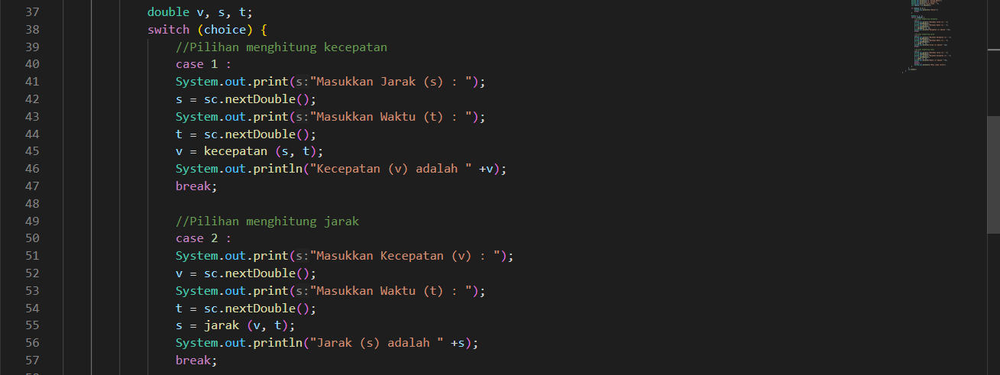 37 double v, s, t;
38 switch (choice) {
39 //Pilihan menghitung kecepatan
40 case 1 :
41 System.out.print(s:"Masukkan Jarak (s) : ");
42 s = sc.nextDouble();
43 System.out.print(s:"Masukkan Waktu (t) : ");
44 t = sc.nextDouble();
45 v = kecepatan (s, t);
46 System.out.println("Kecepatan (v) adalah " +v);
47 break;
48
49 //Pilihan menghitung jarak
50 case 2 :
51 System.out.print(s:"Masukkan Kecepatan (v) : ");
52 v = sc.nextDouble();
53 System.out.print(s:"Masukkan Waktu (t) : ");
54 t = sc.nextDouble();
55 s = jarak (v, t);
56 System.out.println("Jarak (s) adalah " +s);
57 break;